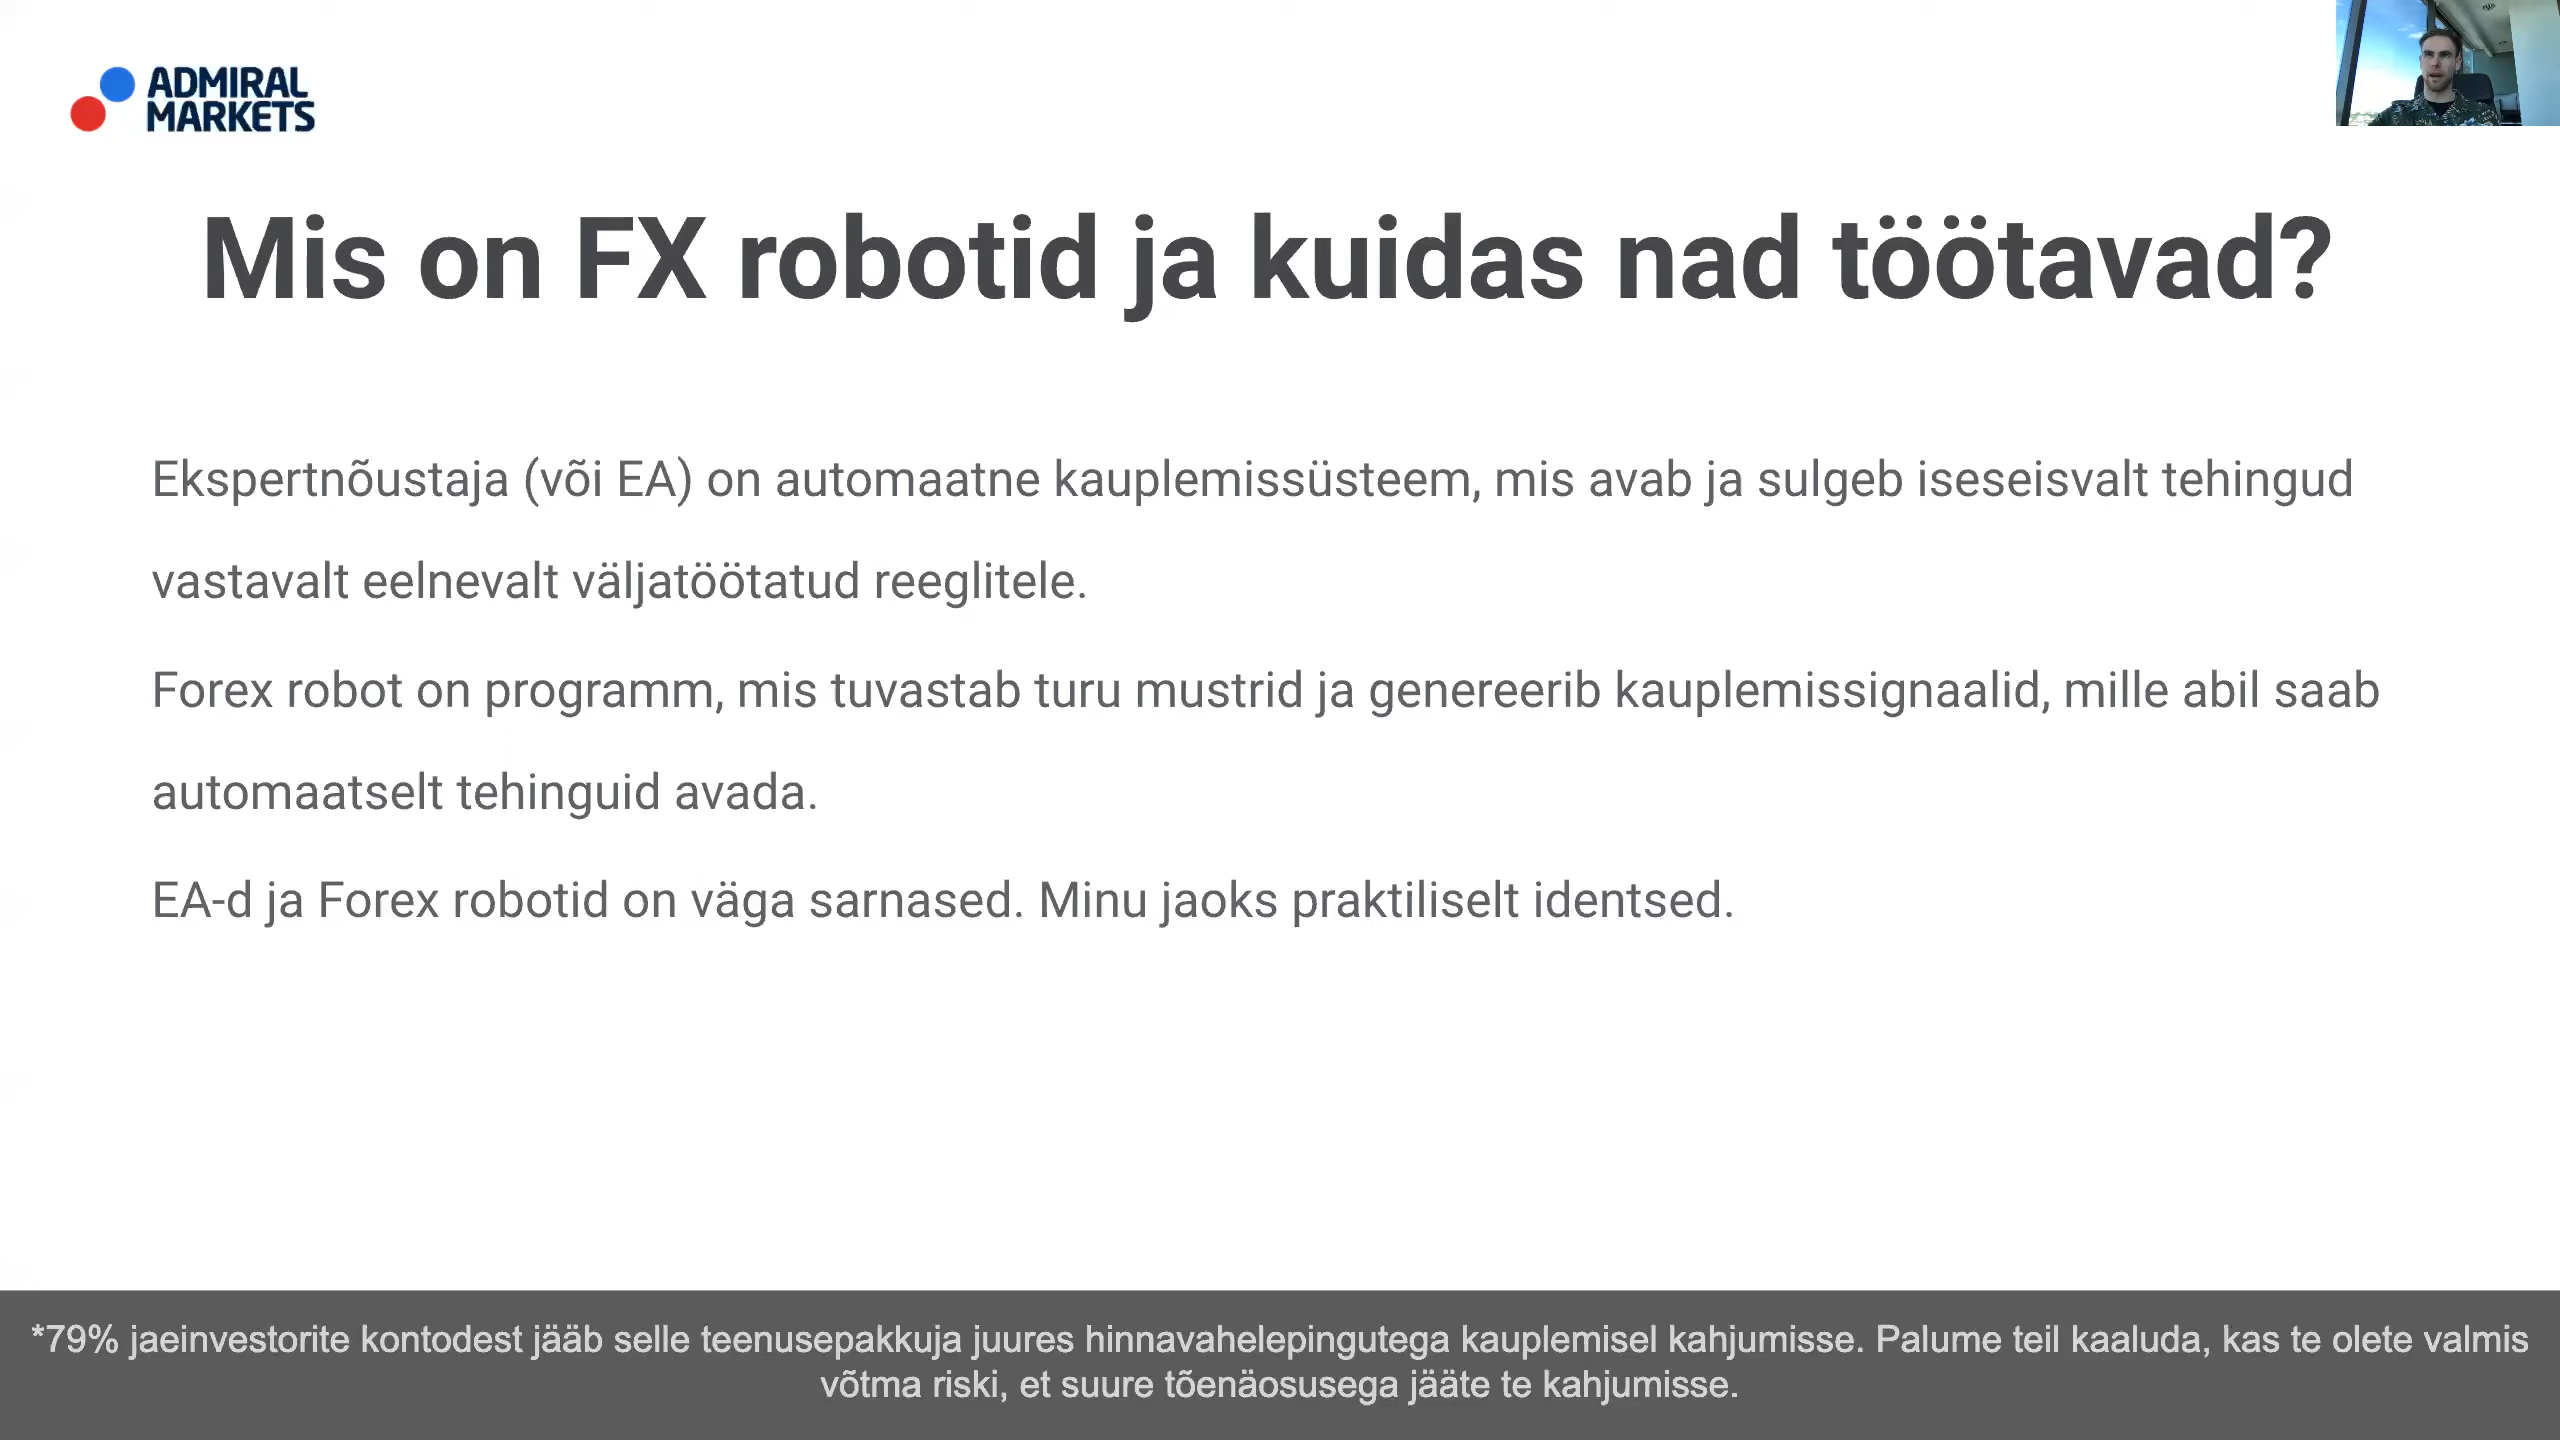 ADMIRAL
MARKETS
Mis on FX robotid ja kuidas nad töötavad?
Ekspertnõustaja (või EA) on automaatne kauplemissüsteem, mis avab ja sulgeb iseseisvalt tehingud
vastavalt eelnevalt väljatöötatud reeglitele.
Forex robot on programm, mis tuvastab turu mustrid ja genereerib kauplemissignaalid, mille abil saab
automaatselt tehinguid avada.
EA-d ja Forex robotid on väga sarnased. Minu jaoks praktiliselt identsed.
*79% jaeinvestorite kontodest jääb selle teenusepakkuja juures hinnavahelepingutega kauplemisel kahjumisse. Palume teil kaaluda, kas te olete valmis
võtma riski, et suure tõenäosusega jääte te kahjumisse.